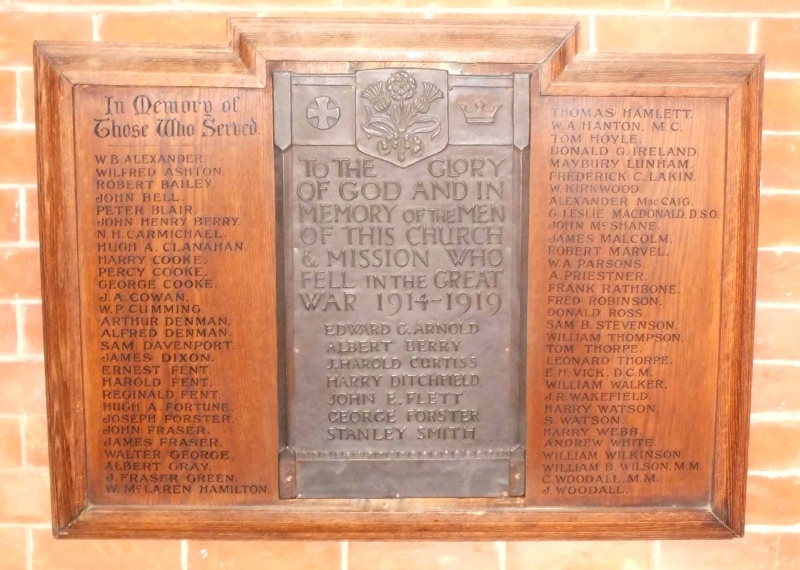 In Memory of
Those Who Served.
W.B. ALEXANDER.
WILFRED ASHTON.
ROBERT BAILEY.
JOHN BELL.
PETER BLAIR.
JOHN HENRY BERRY.
N.H. CARMICHAEL.
HUGH A. CLANAHAN.
HARRY COOKE.
PERCY COOKE.
GEORGE COOKE.
J.A. COWAN.
W.P. CUMMING.
ARTHUR DENMAN.
ALFRED DENMAN.
SAM DAVENPORT.
JAMES DIXON.
ERNEST FENT.
HAROLD FENT.
REGINALD FENT.
HUGH A. FORTUNE.
JOSEPH FORSTER.
JOHN FRASER.
JAMES FRASER.
WALTER GEORGE.
ALBERT GRAY.
J. FRASER GREEN.
W. McLAREN HAMILTON.
TO THE GLORY
OF GOD AND IN
MEMORY OF THE MEN
OF THIS CHURCH
& MISSION WHO
FELL IN THE GREAT
WAR 1914-1919
EDWARD G. ARNOLD
ALBERT BERRY
J. HAROLD CURTISS
HARRY DITCHFIELD
JOHN E. FLETT
GEORGE FORSTER
STANLEY SMITH
THOMAS HAMLETT.
W.A. HANTON, M.C.
TOM HOYLE.
DONALD G. IRELAND.
MAYBURY LUNHAM.
FREDERICK C. LAKIN.
W. KIRKWOOD.
ALEXANDER MacCAIG.
G. LESLIE MACDONALD, D.S.O.
JOHN McSHANE.
JAMES MALCOLM.
ROBERT MARVEL.
W.A. PARSONS.
A. PRIESTNER.
FRANK RATHBONE.
FRED ROBINSON.
DONALD ROSS.
SAM B. STEVENSON.
WILLIAM THOMPSON.
TOM THORPE.
LEONARD THORPE.
E.H. VICK, D.C.M.
WILLIAM WALKER.
J.R. WAKEFIELD.
HARRY WATSON.
S. WATSON
HARRY WEBB.
ANDREW WHITE.
WILLIAM WILKINSON.
WILLIAM B. WILSON, M.M.
C. WOODALL, M.M.
J. WOODALL.